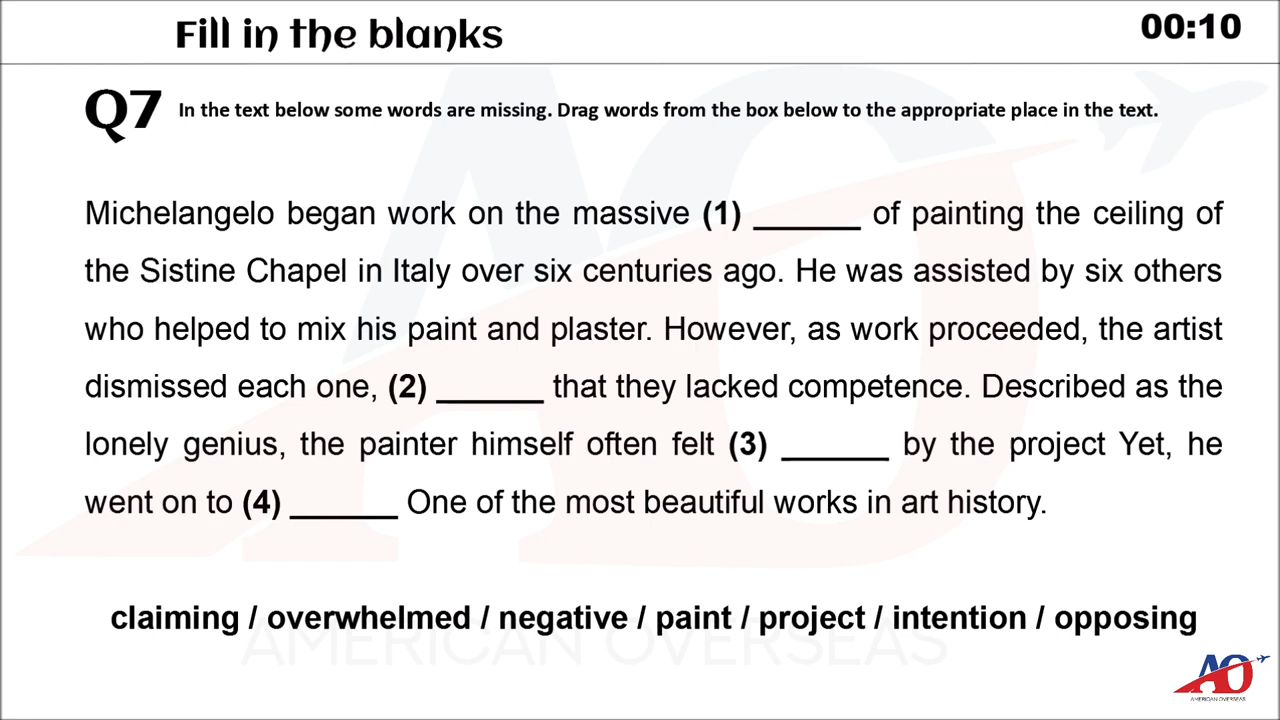 Fill in the blanks
00:10
Q7 In the text below some words are missing. Drag words from the box below to the appropriate place in the text.
Michelangelo began work on the massive (1) ______ of painting the ceiling of
the Sistine Chapel in Italy over six centuries ago. He was assisted by six others
who helped to mix his paint and plaster. However, as work proceeded, the artist
dismissed each one, (2) ______ that they lacked competence. Described as the
lonely genius, the painter himself often felt (3) ______ by the project Yet, he
went on to (4) ______ One of the most beautiful works in art history.
claiming / overwhelmed / negative / paint / project / intention / opposing
AMERICAN OVERSEAS
AO
AMERICAN OVERSEAS